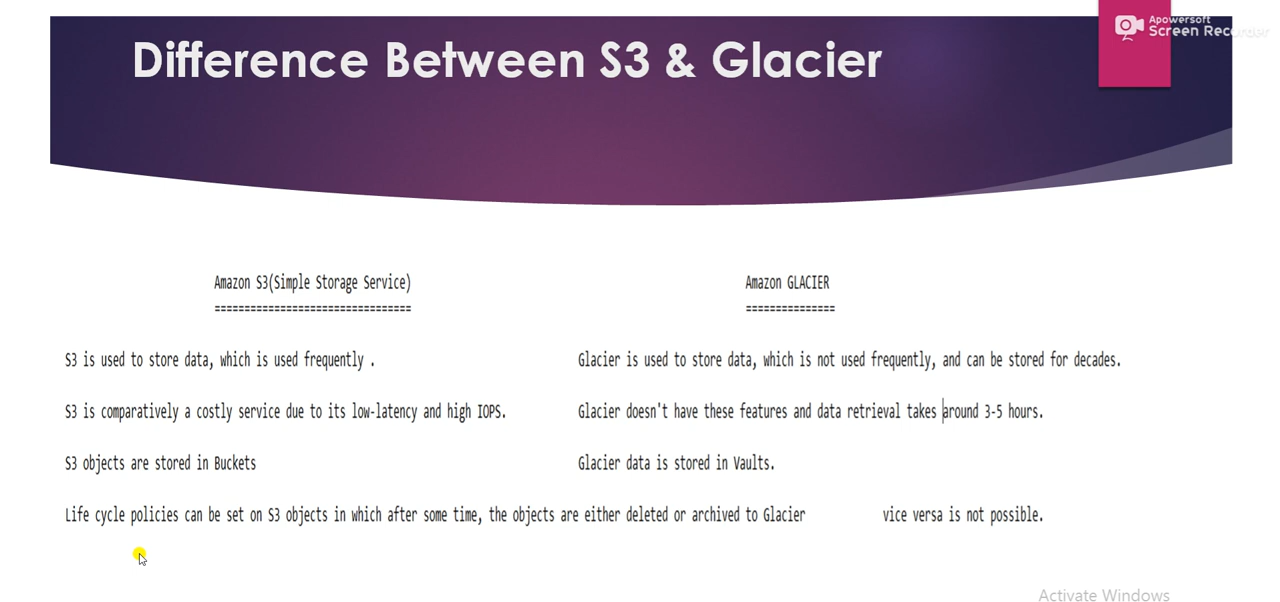 Apowersoft
Screen Recorder
Difference Between S3 & Glacier
Amazon S3(Simple Storage Service) Amazon GLACIER
================================= ===============
S3 is used to store data, which is used frequently . Glacier is used to store data, which is not used frequently, and can be stored for decades.
S3 is comparatively a costly service due to its low-latency and high IOPS. Glacier doesn't have these features and data retrieval takes around 3-5 hours.
S3 objects are stored in Buckets Glacier data is stored in Vaults.
Life cycle policies can be set on S3 objects in which after some time, the objects are either deleted or archived to Glacier vice versa is not possible.
Activate Windows